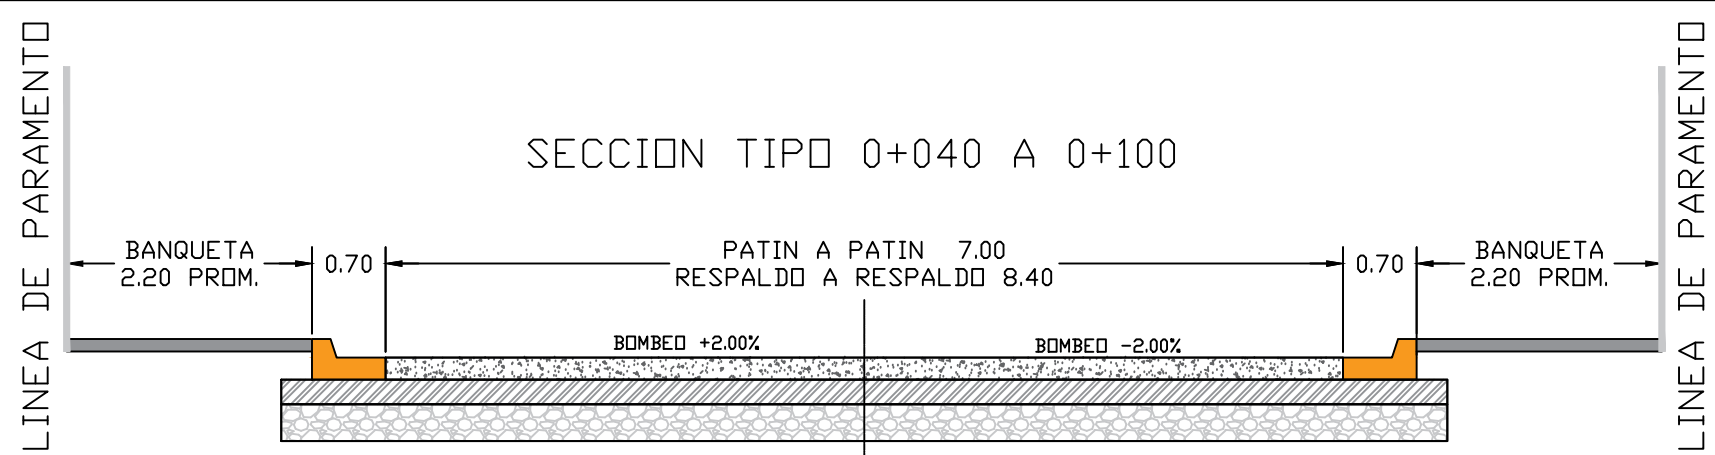 LINEA DE PARAMENTO
SECCION TIPO 0+040 A 0+100
BANQUETA
2.20 PROM.
0.70
PATIN A PATIN 7.00
RESPALDO A RESPALDO 8.40
0.70
BANQUETA
2.20 PROM.
BOMBEO +2.00%
BOMBEO -2.00%
LINEA DE PARAMENTO